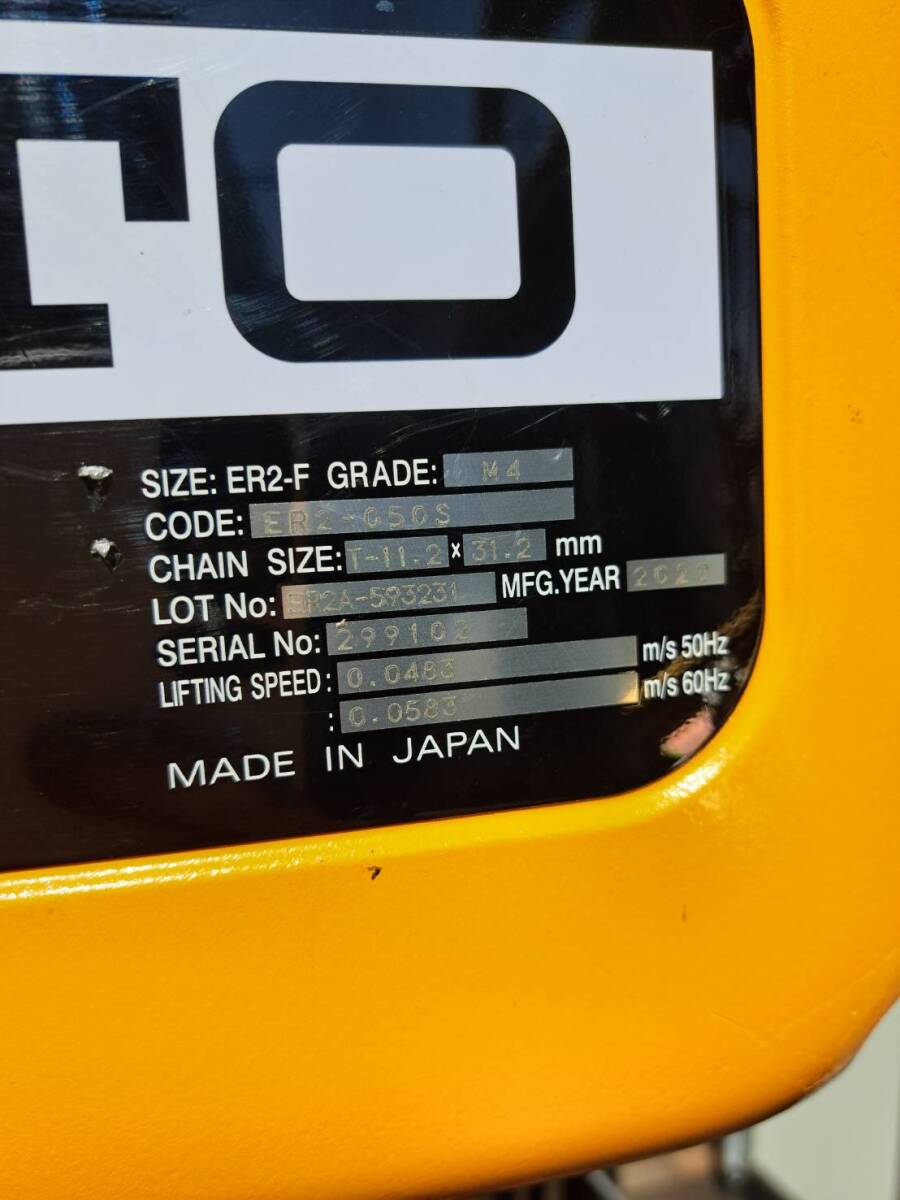 TO
SIZE: ER2-F GRADE: M4
CODE: ER2-050S
CHAIN SIZE: T-11.2 × 31.2 mm
LOT No: ER2A-593231 MFG.YEAR
SERIAL No: 299102
LIFTING SPEED: 0.0483 m/s 50Hz
: 0.0583 m/s 60Hz
MADE IN JAPAN